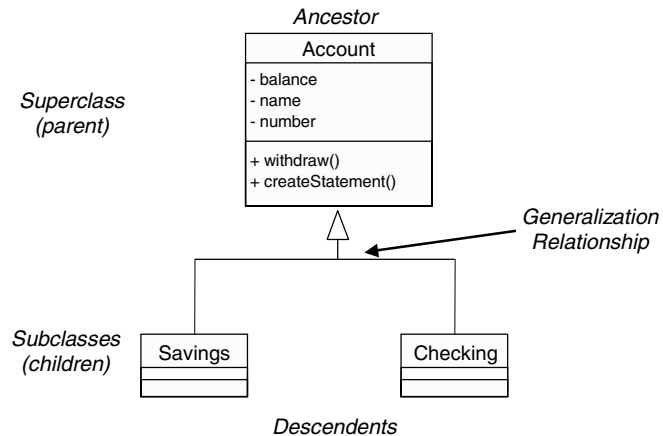 Ancestor
Account
- balance
- name
- number
+ withdraw()
+ createStatement()
Superclass
(parent)
Generalization
Relationship
Subclasses
(children)
Savings
Checking
Descendents